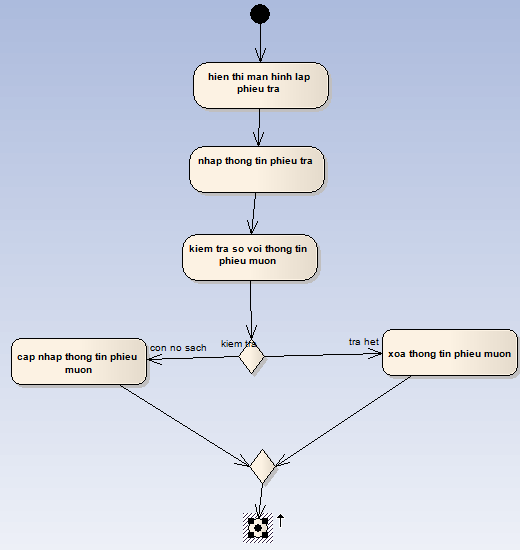 hien thi man hinh lap
phieu tra
nhap thong tin phieu tra
kiem tra so voi thong tin
phieu muon
kiem tra
con no sach
tra het
cap nhap thong tin phieu
muon
xoa thong tin phieu muon